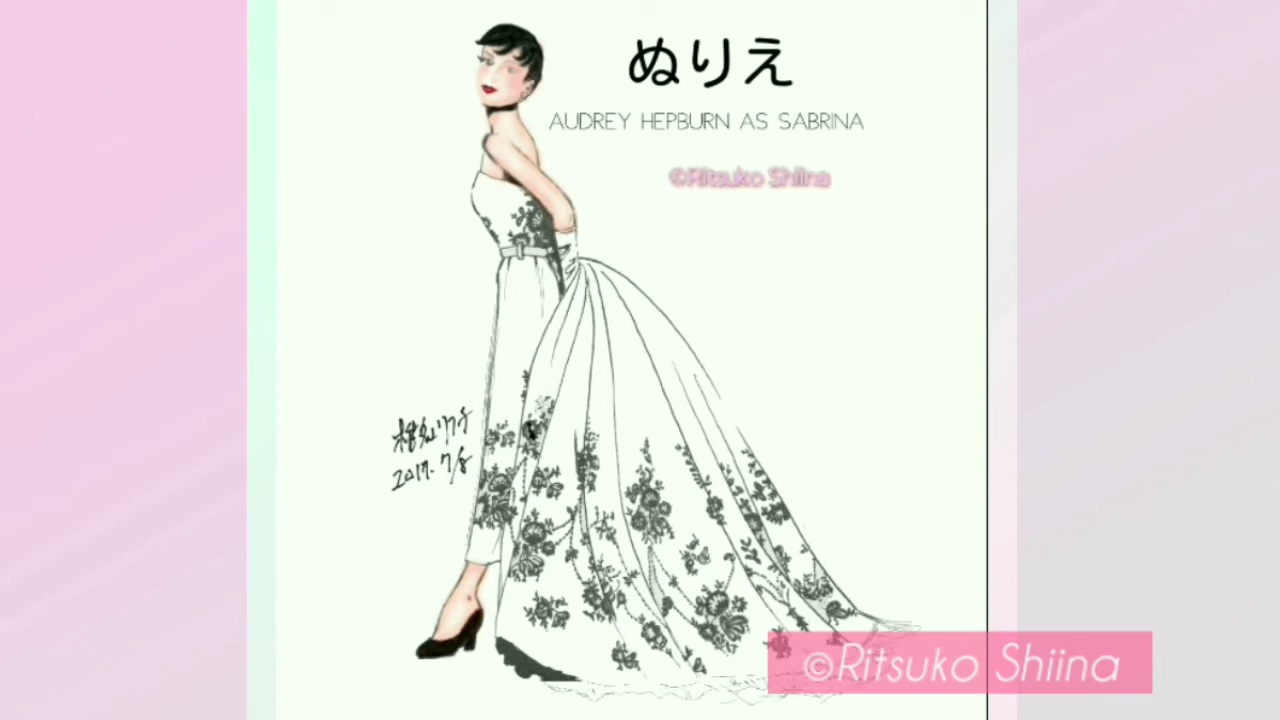 ぬりえ
AUDREY HEPBURN AS SABRINA
©Ritsuko Shiina
2017. 7/8
©Ritsuko Shiina